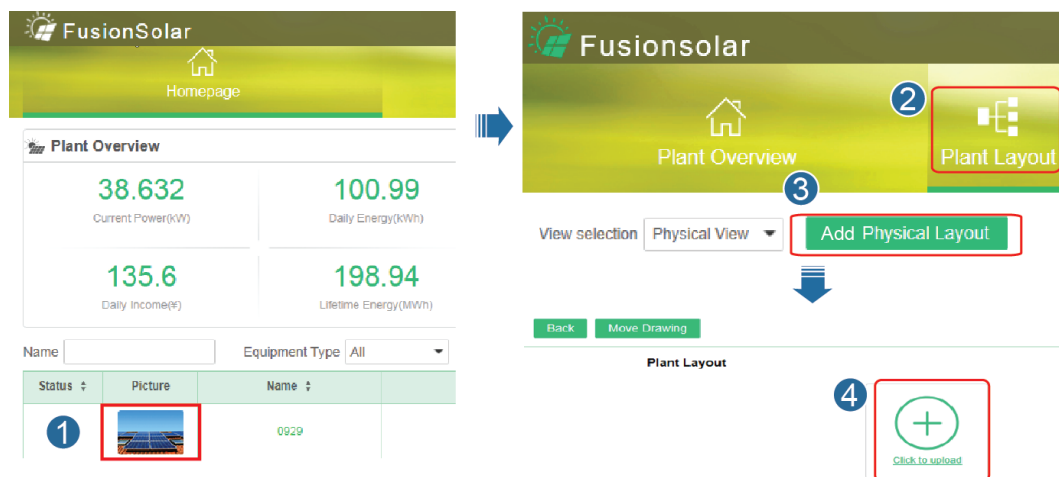 FusionSolar
Homepage
Plant Overview
38.632
Current Power(kW)
100.99
Daily Energy(kWh)
135.6
Daily Income(¥)
198.94
Lifetime Energy(MWh)
Name
Equipment Type All
Status Picture Name
1
0929
Fusionsolar
Plant Overview
2
Plant Layout
3
View selection Physical View Add Physical Layout
Back Move Drawing
Plant Layout
4
Click to upload